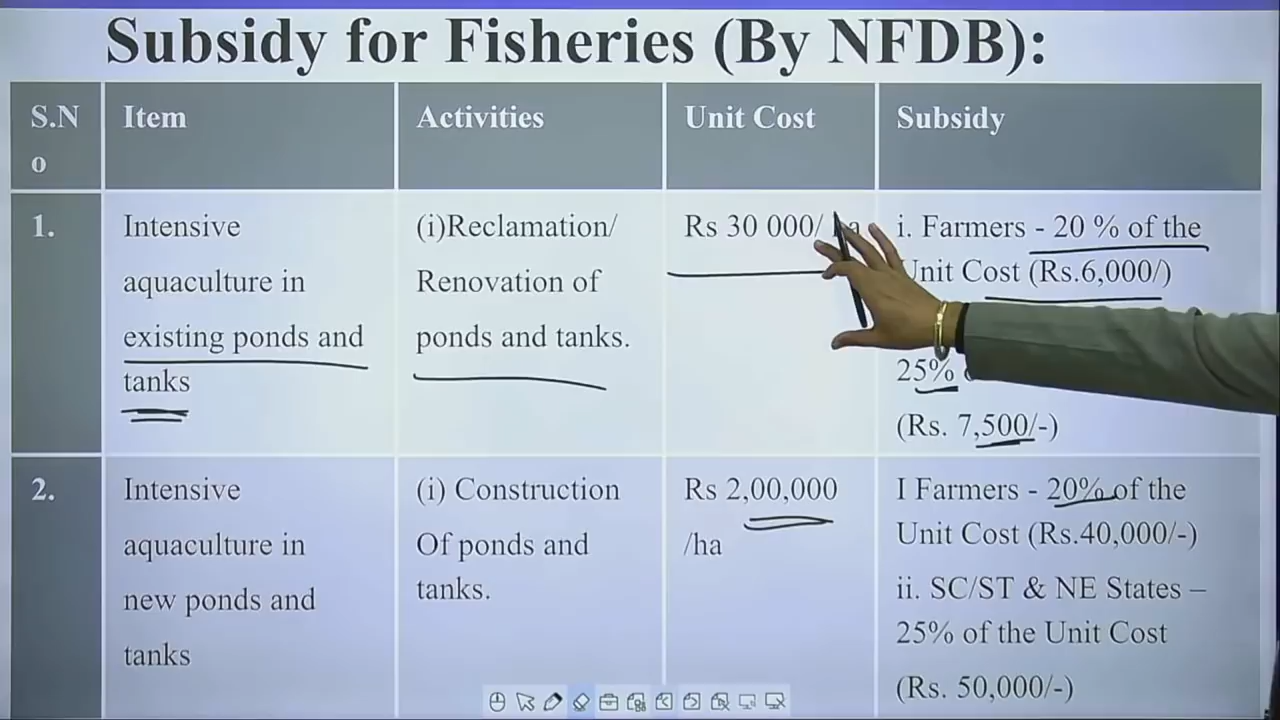 Subsidy for Fisheries (By NFDB):
S.N
o
Item
Activities
Unit Cost
Subsidy
1.
Intensive
aquaculture in
existing ponds and
tanks
(i)Reclamation/
Renovation of
ponds and tanks.
Rs 30 000/
i. Farmers - 20 % of the
Unit Cost (Rs.6,000/)
25%
(Rs. 7,500/-)
2.
Intensive
aquaculture in
new ponds and
tanks
(i) Construction
Of ponds and
tanks.
Rs 2,00,000
/ha
I Farmers - 20% of the
Unit Cost (Rs.40,000/-)
ii. SC/ST & NE States –
25% of the Unit Cost
(Rs. 50,000/-)